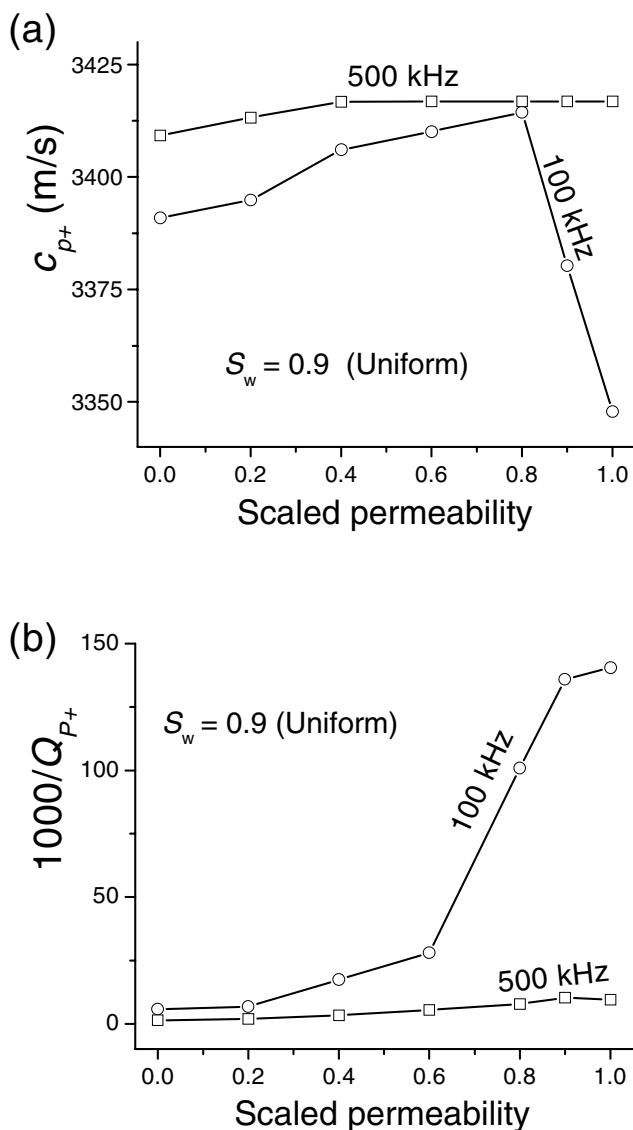 (a)
3425
3400
3375
3350
c_{p+} (m/s)
500 kHz
100 kHz
S_w = 0.9 (Uniform)
0.0 0.2 0.4 0.6 0.8 1.0
Scaled permeability
(b)
150
100
50
0
1000/Q_{P+}
S_w = 0.9 (Uniform)
100 kHz
500 kHz
0.0 0.2 0.4 0.6 0.8 1.0
Scaled permeability